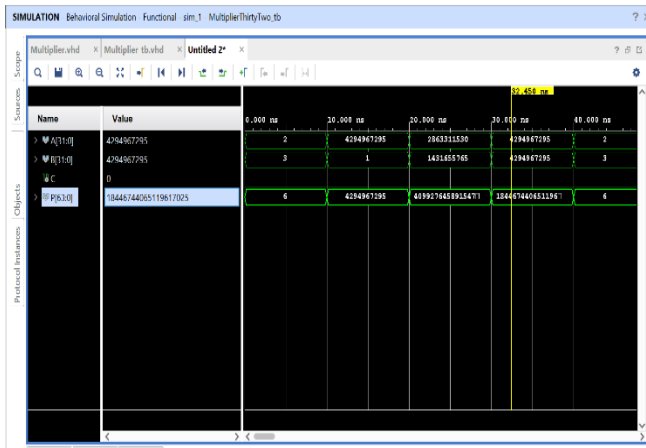 SIMULATION Behavioral Simulation Functional sim_1 MultiplierThirtyTwo_tb ?
Multiplier.vhd × Multiplier tb.vhd × Untitled 2* ×
Scope
Sources
Objects
Protocol Instances
32.450 ns
Name Value 0.000 ns 10.000 ns 20.000 ns 30.000 ns 40.000 ns
A[31:0] 4294967295 2 4294967295 2863311530 4294967295 2
B[31:0] 4294967295 3 1 1431655765 4294967295 3
C 0
P[63:0] 18446744065119617025 6 4294967295 6